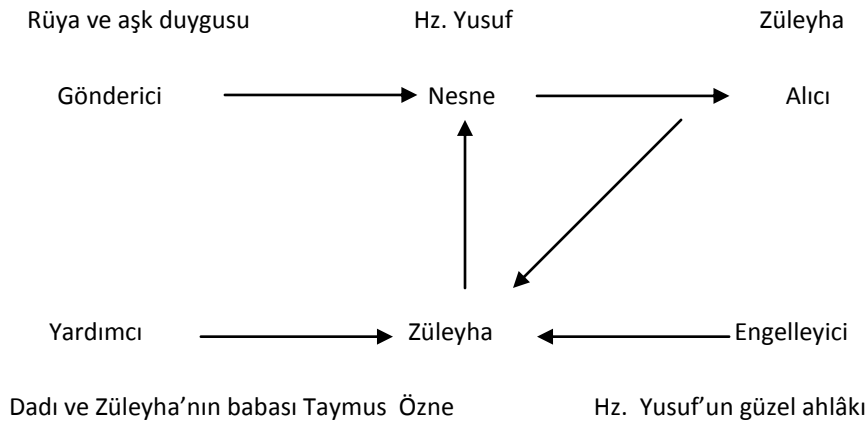 Rüya ve aşk duygusu Hz. Yusuf Züleyha
Gönderici Nesne Alıcı
Yardımcı Züleyha Engelleyici
Dadı ve Züleyha’nın babası Taymus Özne Hz. Yusuf’un güzel ahlâkı